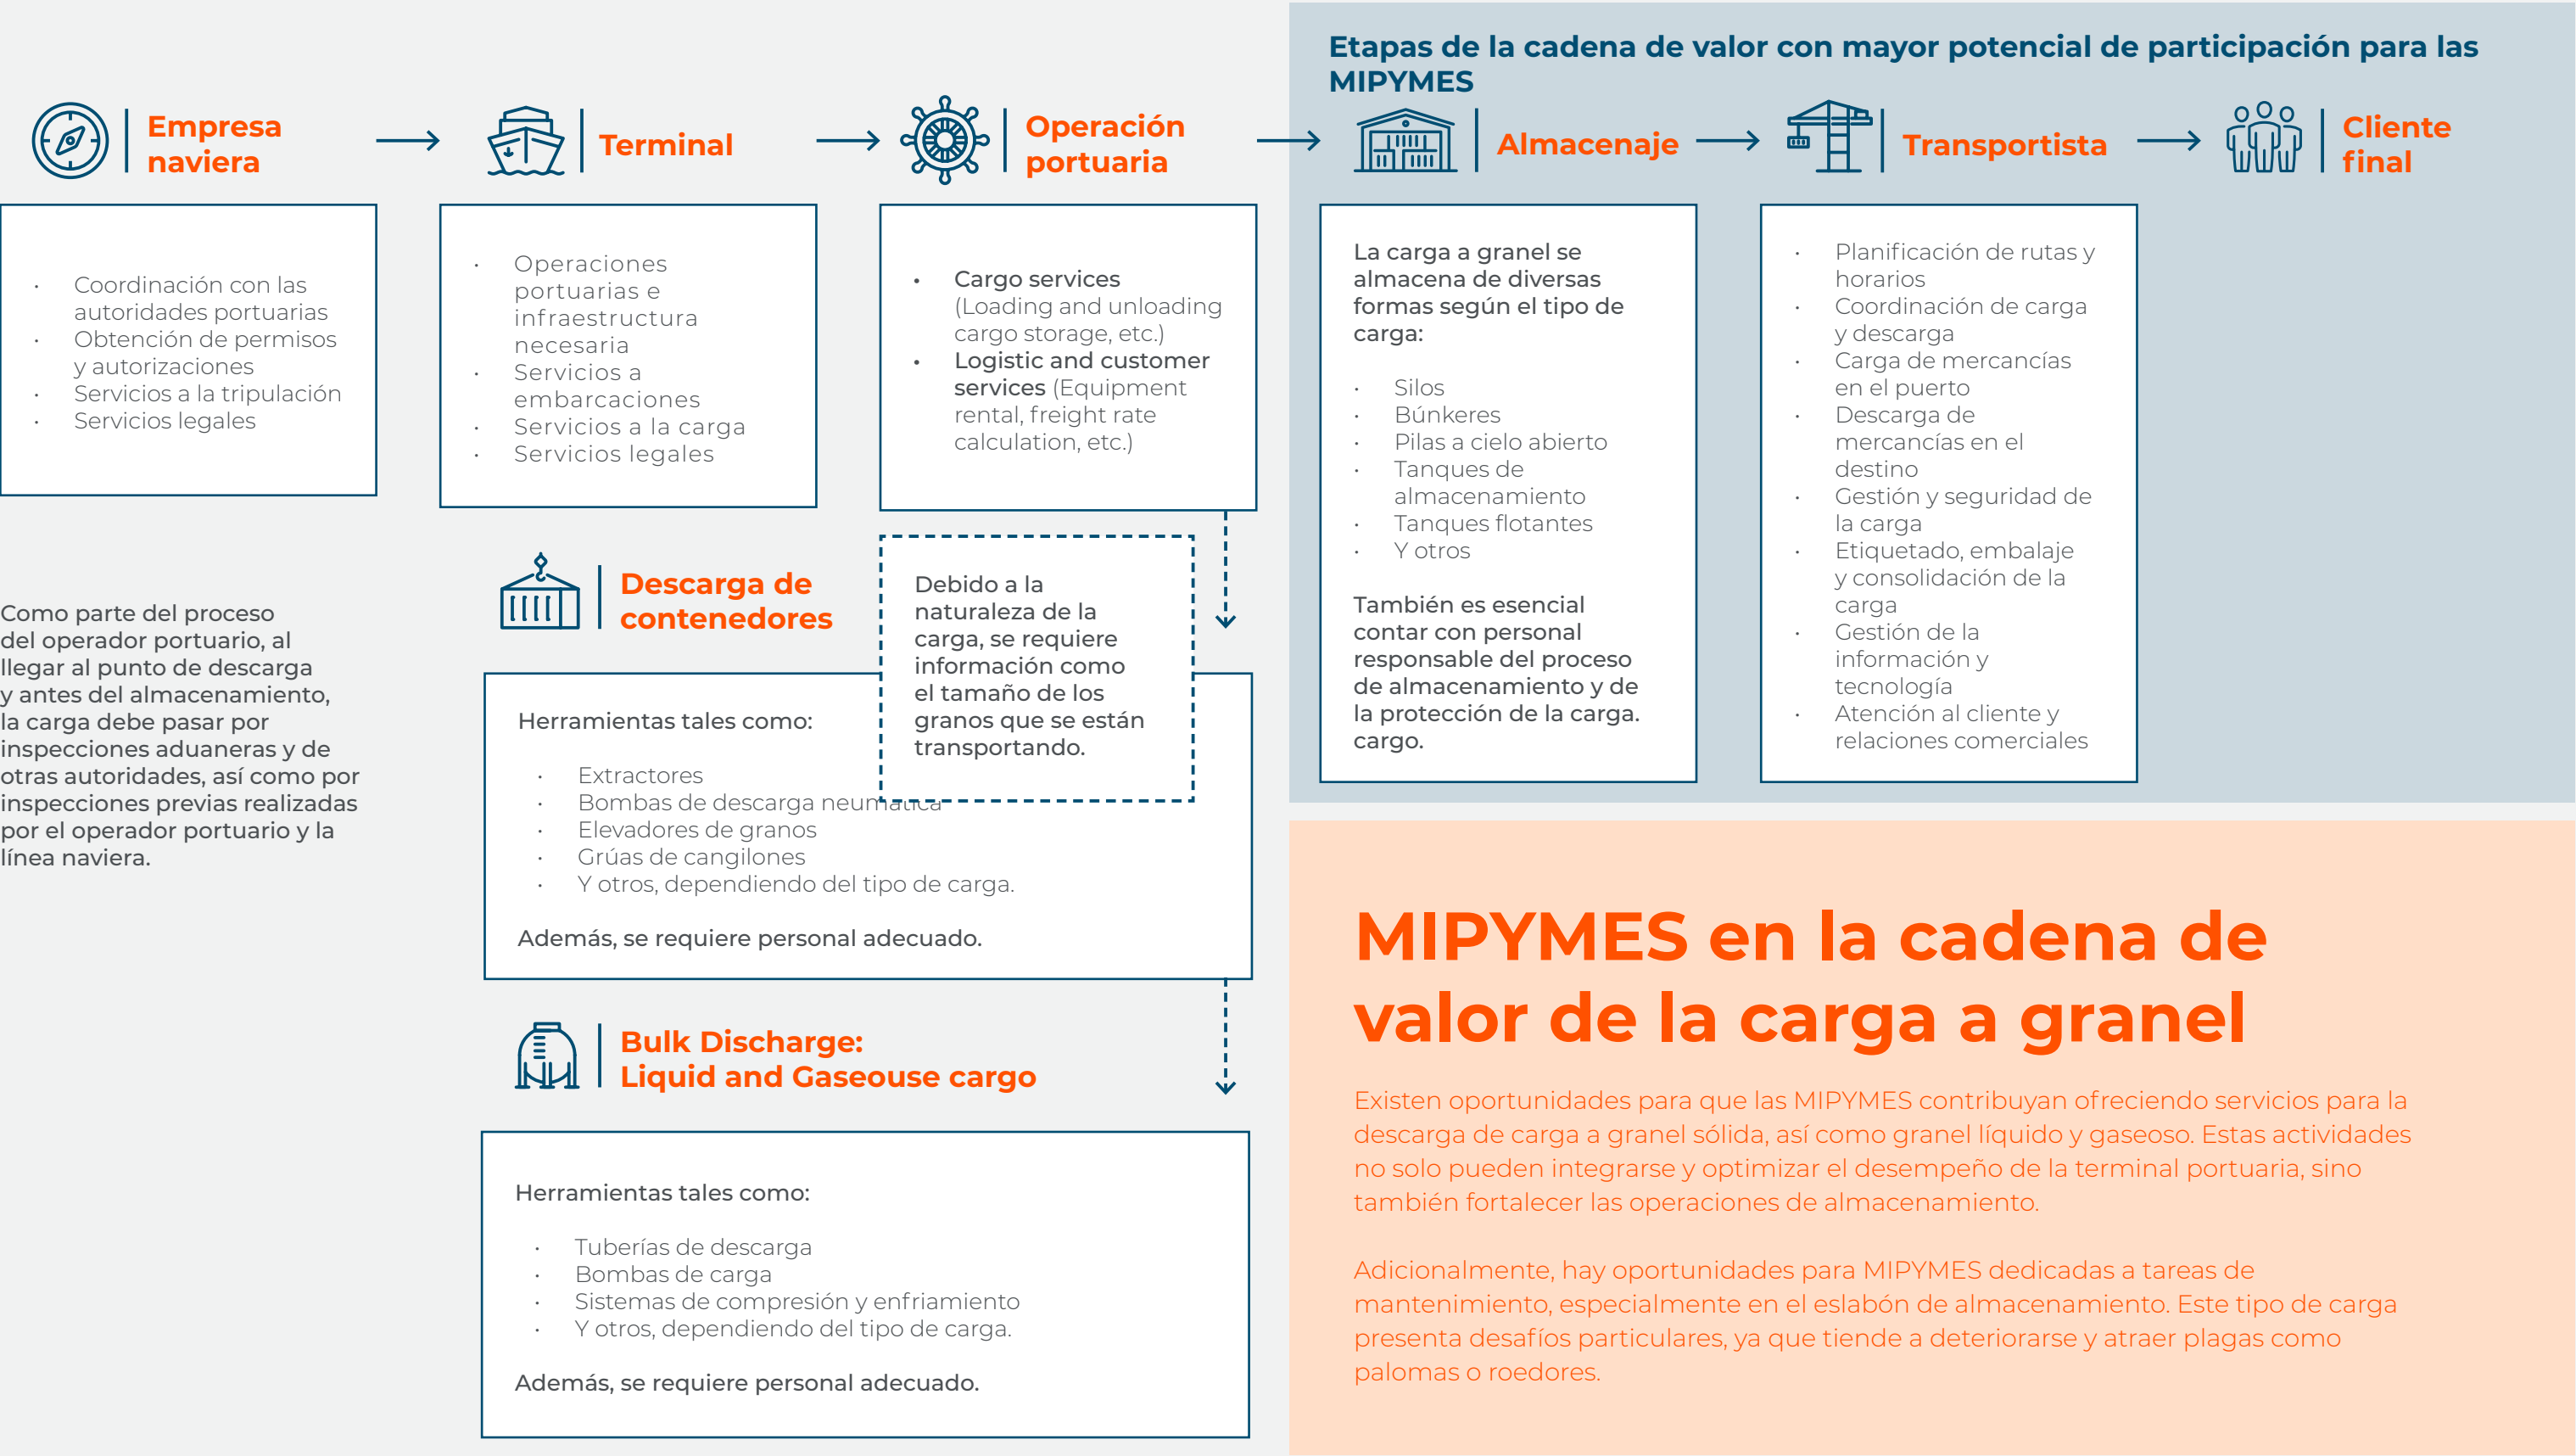 Etapas de la cadena de valor con mayor potencial de participación para las
MIPYMES
Empresa
naviera
Terminal
Operación
portuaria
Almacenaje
Transportista
Cliente
final
· Coordinación con las
autoridades portuarias
· Obtención de permisos
y autorizaciones
· Servicios a la tripulación
· Servicios legales
· Operaciones
portuarias e
infraestructura
necesaria
· Servicios a
embarcaciones
· Servicios a la carga
· Servicios legales
• Cargo services
(Loading and unloading
cargo storage, etc.)
• Logistic and customer
services (Equipment
rental, freight rate
calculation, etc.)
La carga a granel se
almacena de diversas
formas según el tipo de
carga:
· Silos
· Búnkeres
· Pilas a cielo abierto
· Tanques de
almacenamiento
· Tanques flotantes
· Y otros
También es esencial
contar con personal
responsable del proceso
de almacenamiento y de
la protección de la carga.
cargo.
· Planificación de rutas y
horarios
· Coordinación de carga
y descarga
· Carga de mercancías
en el puerto
· Descarga de
mercancías en el
destino
· Gestión y seguridad de
la carga
· Etiquetado, embalaje
y consolidación de la
carga
· Gestión de la
información y
tecnología
· Atención al cliente y
relaciones comerciales
Como parte del proceso
del operador portuario, al
llegar al punto de descarga
y antes del almacenamiento,
la carga debe pasar por
inspecciones aduaneras y de
otras autoridades, así como por
inspecciones previas realizadas
por el operador portuario y la
línea naviera.
Descarga de
contenedores
Debido a la
naturaleza de la
carga, se requiere
información como
el tamaño de los
granos que se están
transportando.
Herramientas tales como:
· Extractores
· Bombas de descarga neumática
· Elevadores de granos
· Grúas de cangilones
· Y otros, dependiendo del tipo de carga.
Además, se requiere personal adecuado.
Bulk Discharge:
Liquid and Gaseouse cargo
Herramientas tales como:
· Tuberías de descarga
· Bombas de carga
· Sistemas de compresión y enfriamiento
· Y otros, dependiendo del tipo de carga.
Además, se requiere personal adecuado.
MIPYMES en la cadena de
valor de la carga a granel
Existen oportunidades para que las MIPYMES contribuyan ofreciendo servicios para la
descarga de carga a granel sólida, así como granel líquido y gaseoso. Estas actividades
no solo pueden integrarse y optimizar el desempeño de la terminal portuaria, sino
también fortalecer las operaciones de almacenamiento.
Adicionalmente, hay oportunidades para MIPYMES dedicadas a tareas de
mantenimiento, especialmente en el eslabón de almacenamiento. Este tipo de carga
presenta desafíos particulares, ya que tiende a deteriorarse y atraer plagas como
palomas o roedores.